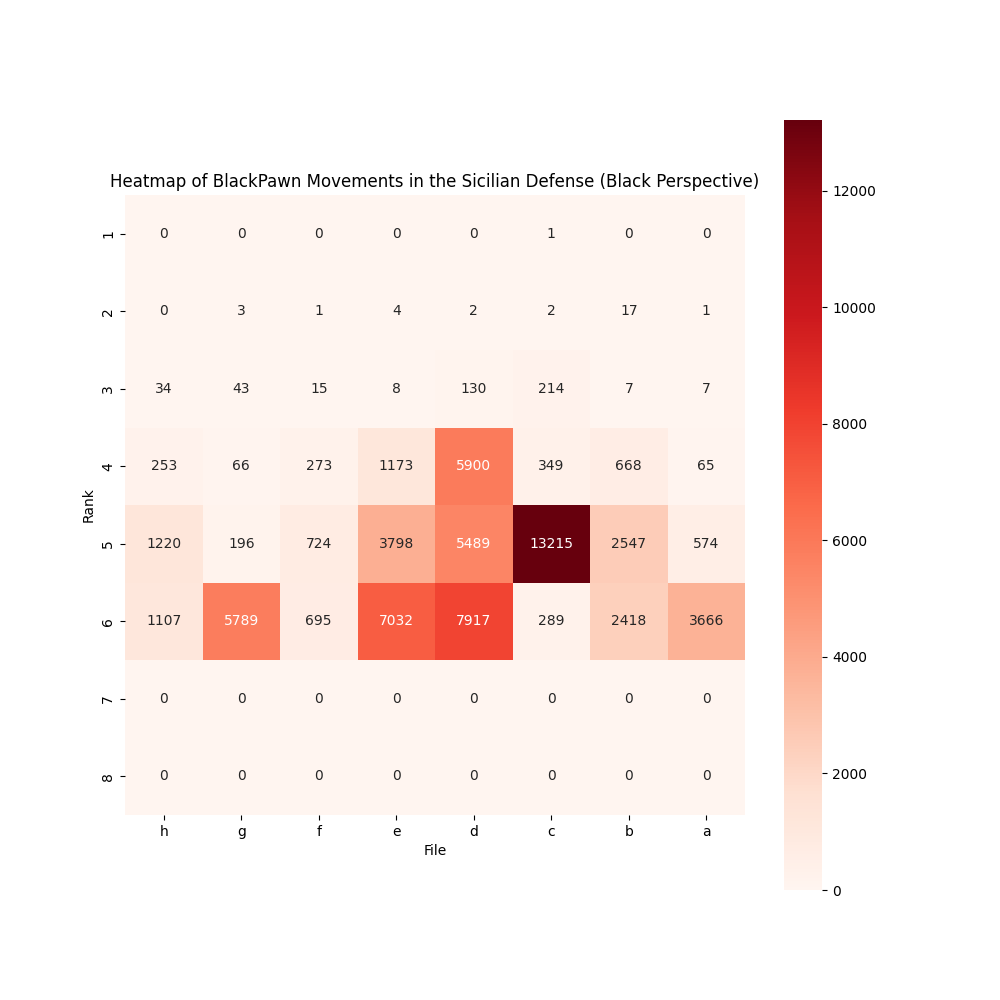 Heatmap of BlackPawn Movements in the Sicilian Defense (Black Perspective)
1 0 0 0 0 0 1 0 0
2 0 3 1 4 2 2 17 1
3 34 43 15 8 130 214 7 7
4 253 66 273 1173 5900 349 668 65
5 1220 196 724 3798 5489 13215 2547 574
6 1107 5789 695 7032 7917 289 2418 3666
7 0 0 0 0 0 0 0 0
8 0 0 0 0 0 0 0 0
h g f e d c b a
File
Rank
12000
10000
8000
6000
4000
2000
0